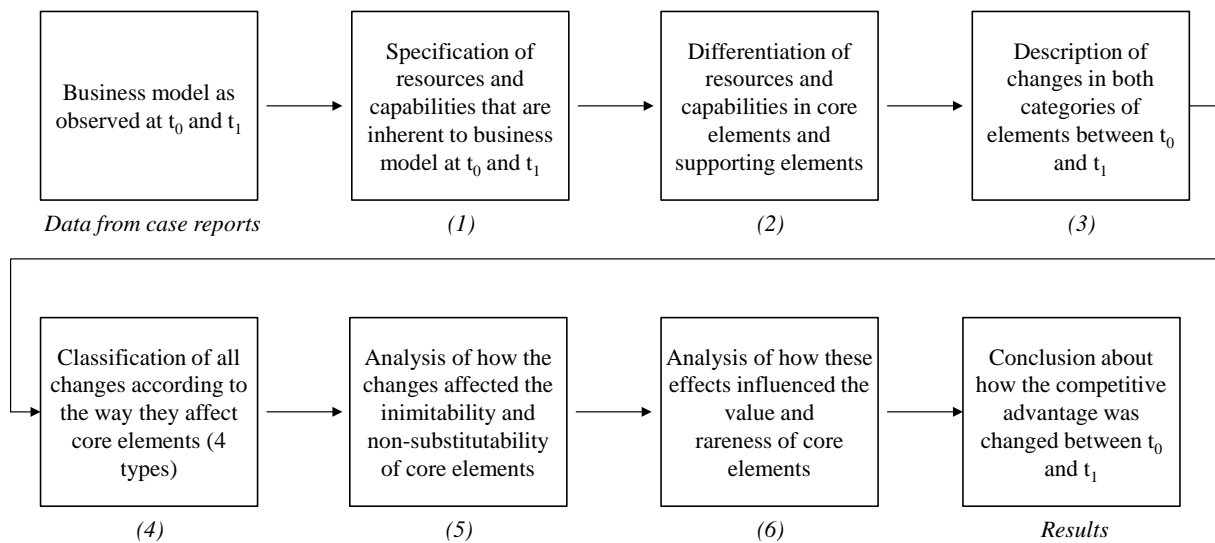 Business model as
observed at t0 and t1
Data from case reports
Specification of
resources and
capabilities that are
inherent to business
model at t0 and t1
(1)
Differentiation of
resources and
capabilities in core
elements and
supporting elements
(2)
Description of
changes in both
categories of
elements between t0
and t1
(3)
Classification of all
changes according to
the way they affect
core elements (4
types)
(4)
Analysis of how the
changes affected the
inimitability and
non-substitutability
of core elements
(5)
Analysis of how these
effects influenced the
value and
rareness of core
elements
(6)
Conclusion about
how the competitive
advantage was
changed between t0
and t1
Results